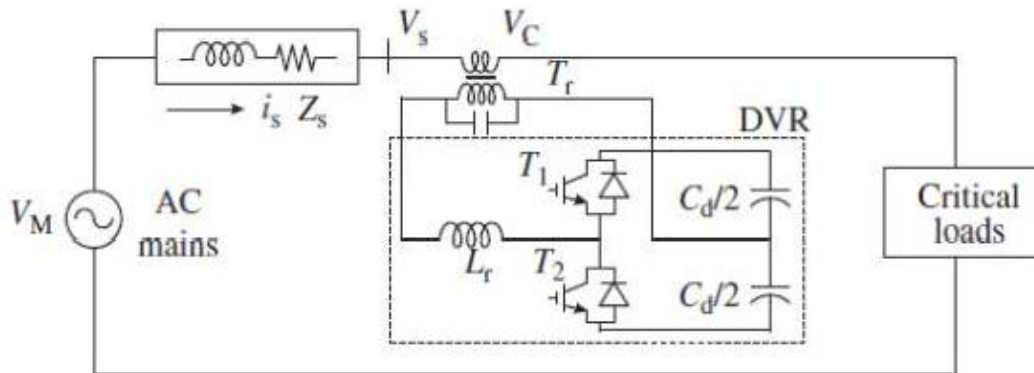 V_s
V_C
T_r
i_s Z_s
DVR
T_1
C_d/2
V_M
AC
mains
Critical
loads
L_r
T_2
C_d/2